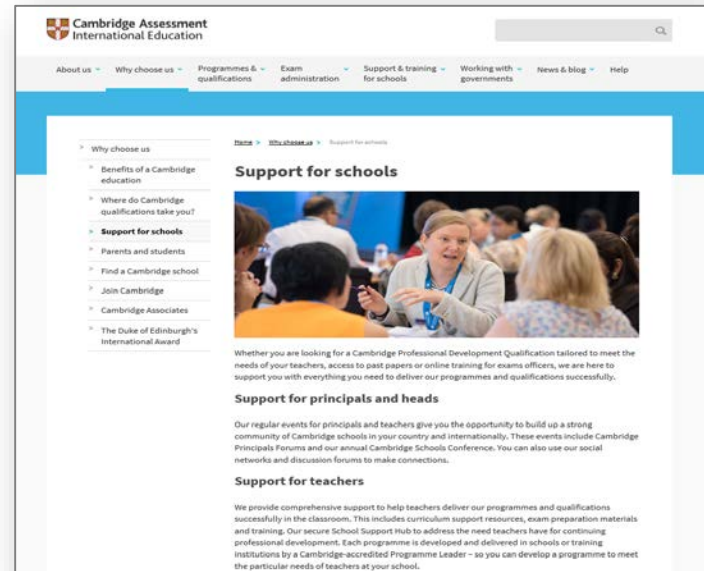 Cambridge Assessment
International Education
About us
Why choose us
Programmes &
qualifications
Exam
administration
Support & training
for schools
Working with
governments
News & blog
Help
Why choose us
Benefits of a Cambridge
education
Where do Cambridge
qualifications take you?
Support for schools
Parents and students
Find a Cambridge school
Join Cambridge
Cambridge Associates
The Duke of Edinburgh's
International Award
Home > Why choose us > Support for schools
Support for schools
Whether you are looking for a Cambridge Professional Development Qualification tailored to meet the
needs of your teachers, access to past papers or online training for exams officers, we are here to
support you with everything you need to deliver our programmes and qualifications successfully.
Support for principals and heads
Our regular events for principals and teachers give you the opportunity to build up a strong
community of Cambridge schools in your country and internationally. These events include Cambridge
Principals Forums and our annual Cambridge Schools Conference. You can also use our social
networks and discussion forums to make connections.
Support for teachers
We provide comprehensive support to help teachers deliver our programmes and qualifications
successfully in the classroom. This includes curriculum support resources, exam preparation materials
and training. Our secure School Support Hub to address the need teachers have for continuing
professional development. Each programme is developed and delivered in schools or training
institutions by a Cambridge-accredited Programme Leader – so you can develop a programme to meet
the particular needs of teachers at your school.